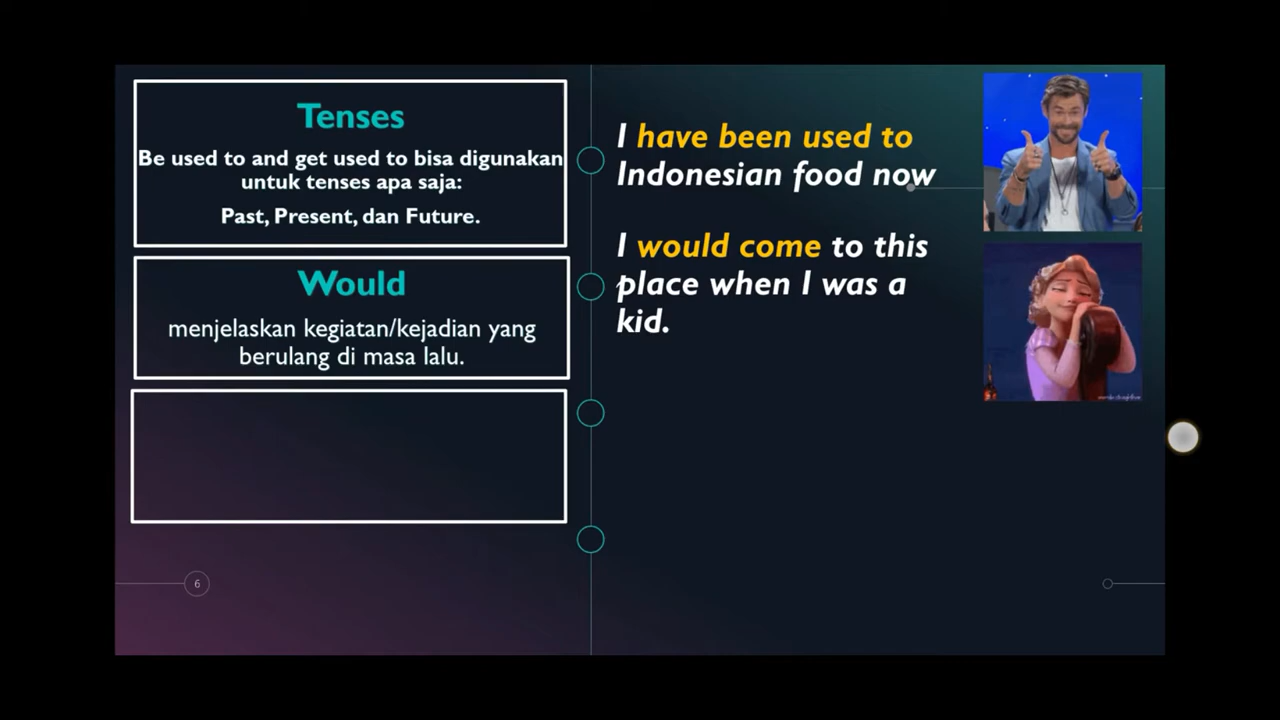 Tenses
Be used to and get used to bisa digunakan
untuk tenses apa saja:
Past, Present, dan Future.
Would
menjelaskan kegiatan/kejadian yang
berulang di masa lalu.
I have been used to
Indonesian food now
I would come to this
place when I was a
kid.
6